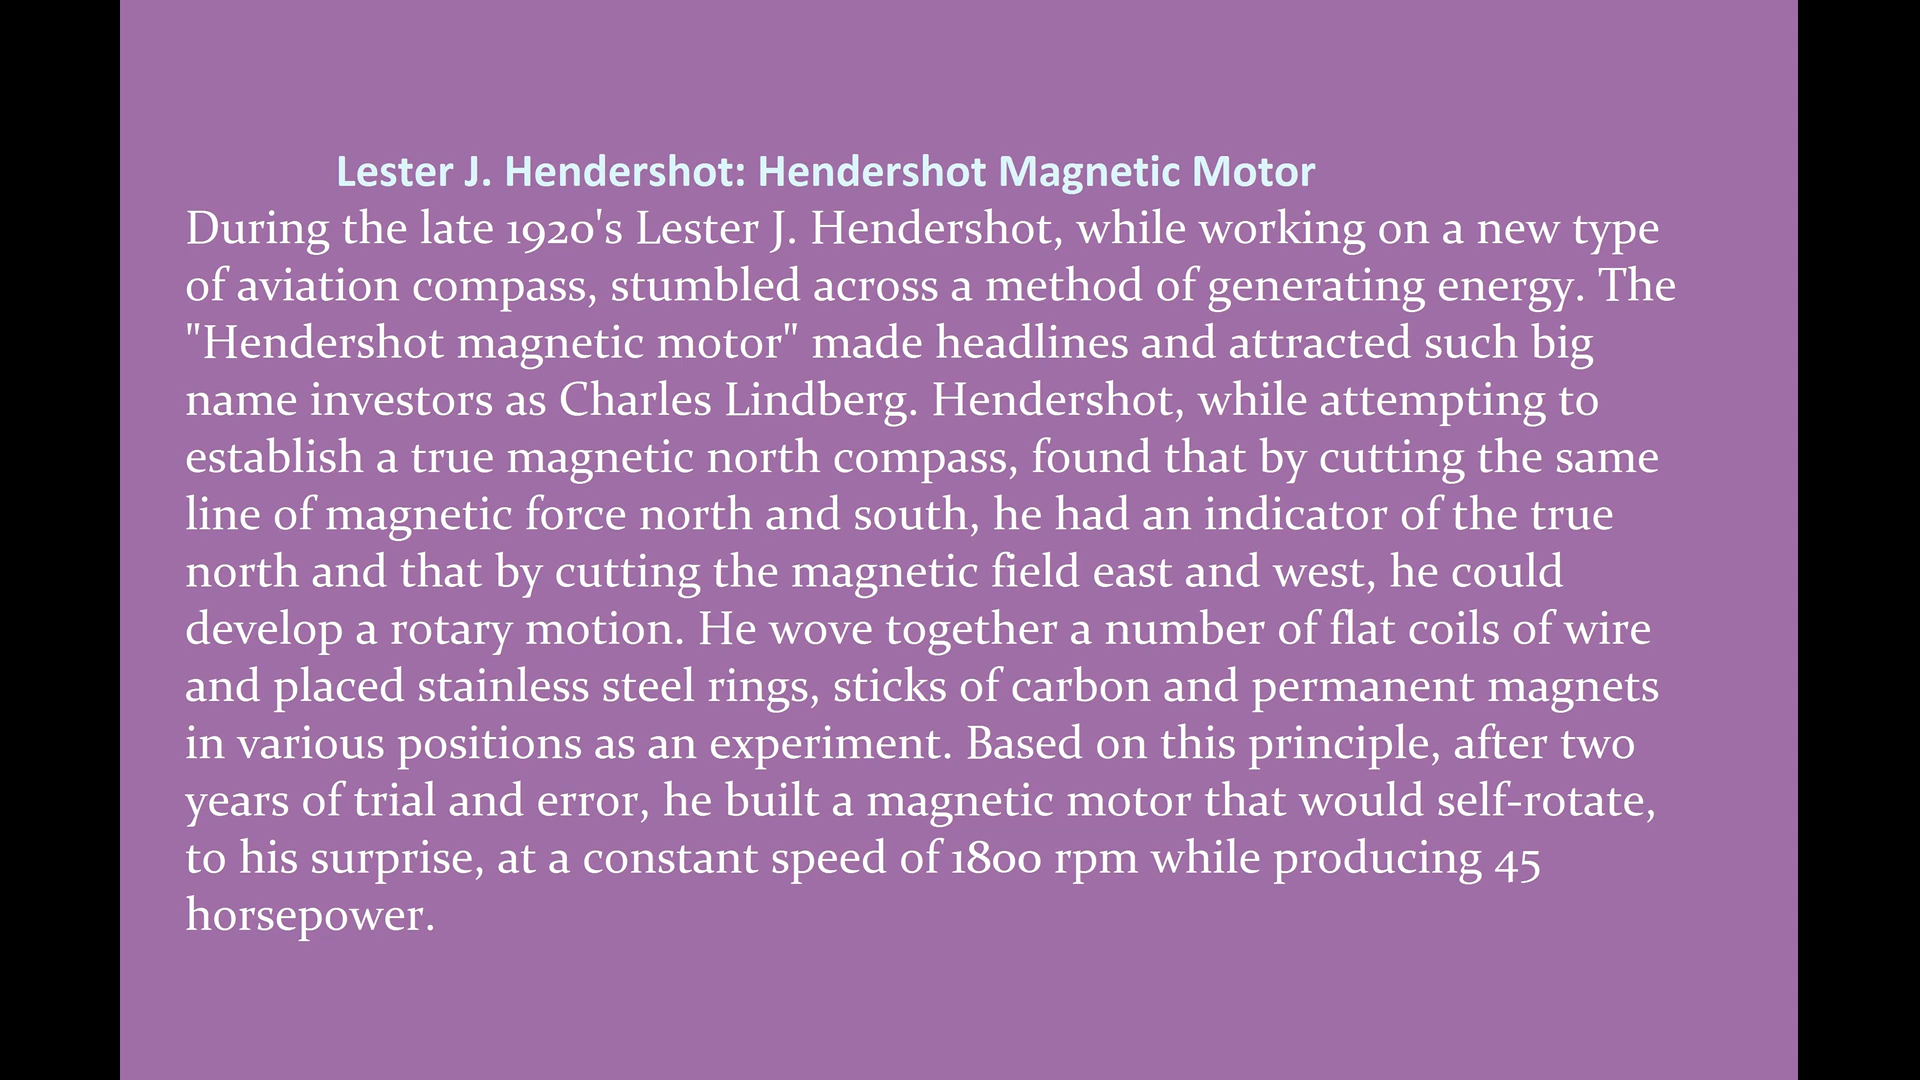 Lester J. Hendershot: Hendershot Magnetic Motor
During the late 1920's Lester J. Hendershot, while working on a new type
of aviation compass, stumbled across a method of generating energy. The
"Hendershot magnetic motor" made headlines and attracted such big
name investors as Charles Lindberg. Hendershot, while attempting to
establish a true magnetic north compass, found that by cutting the same
line of magnetic force north and south, he had an indicator of the true
north and that by cutting the magnetic field east and west, he could
develop a rotary motion. He wove together a number of flat coils of wire
and placed stainless steel rings, sticks of carbon and permanent magnets
in various positions as an experiment. Based on this principle, after two
years of trial and error, he built a magnetic motor that would self-rotate,
to his surprise, at a constant speed of 1800 rpm while producing 45
horsepower.